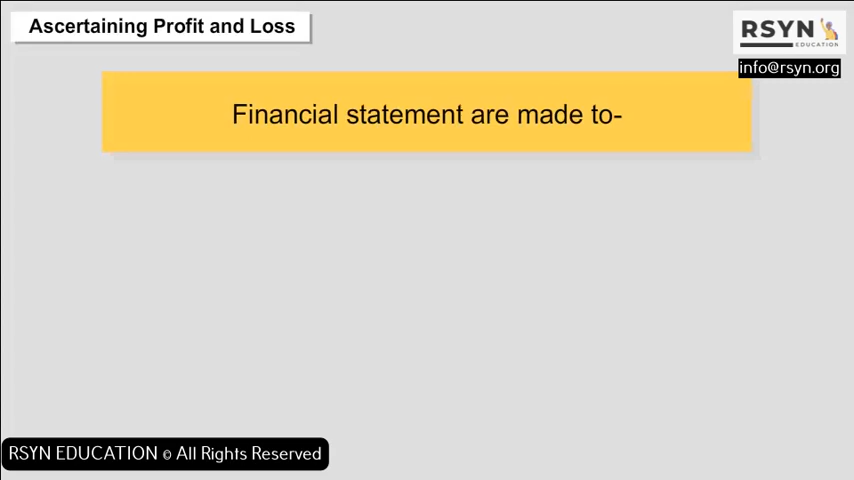 Ascertaining Profit and Loss
RSYN
EDUCATION
info@rsyn.org
Financial statement are made to-
RSYN EDUCATION © All Rights Reserved